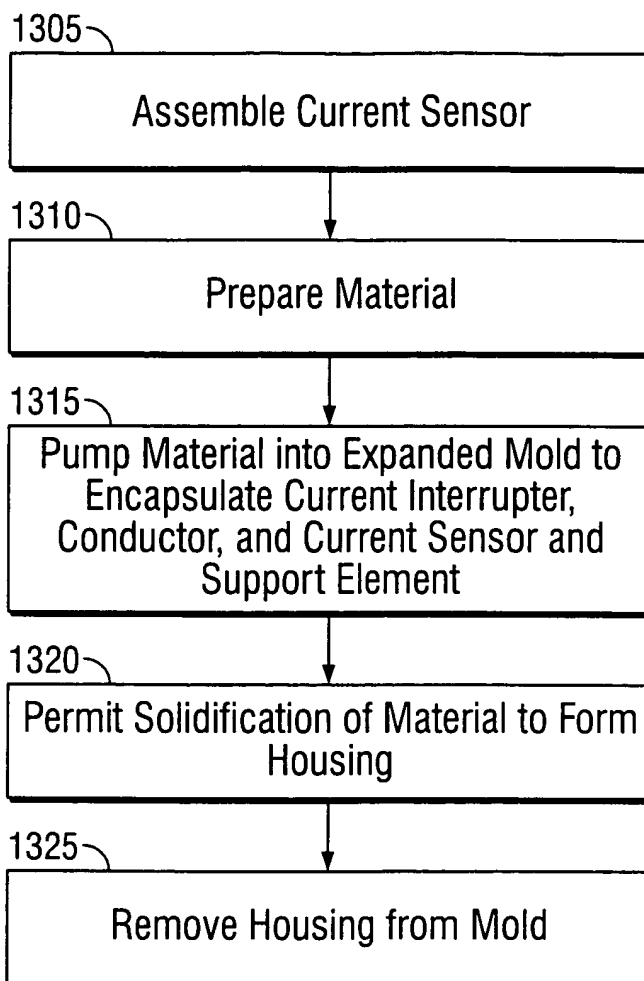 1305
Assemble Current Sensor
1310
Prepare Material
1315
Pump Material into Expanded Mold to
Encapsulate Current Interrupter,
Conductor, and Current Sensor and
Support Element
1320
Permit Solidification of Material to Form
Housing
1325
Remove Housing from Mold